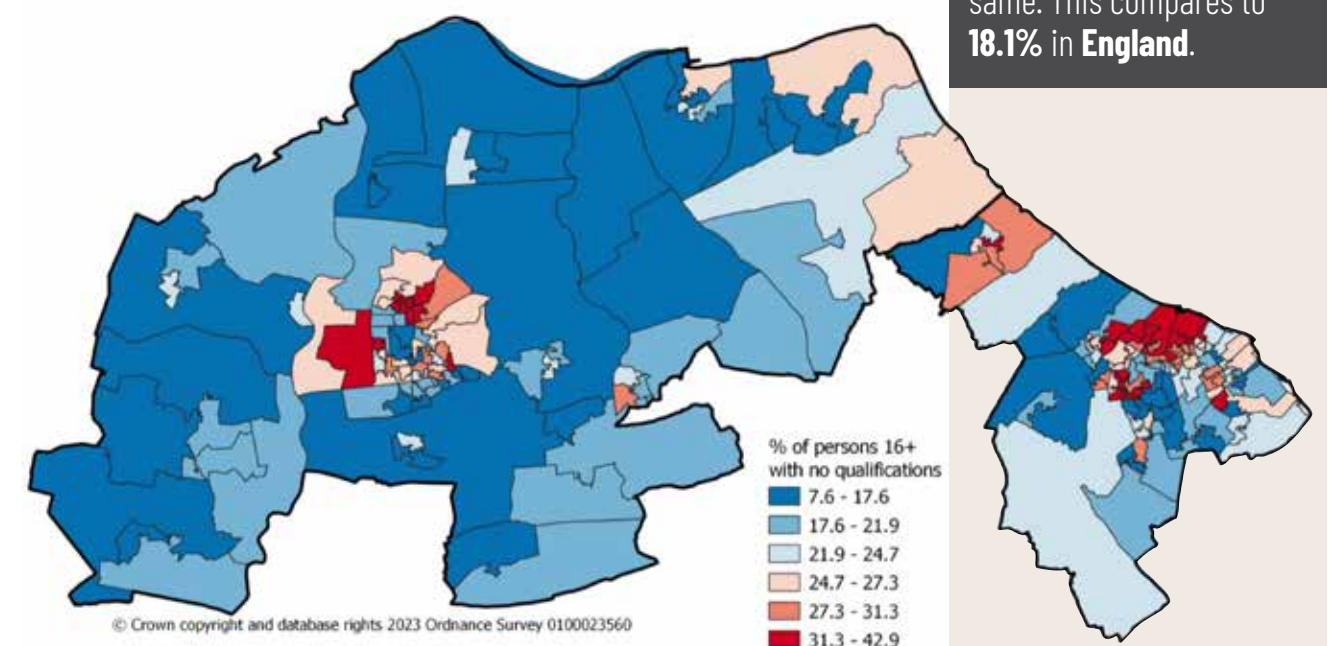 same. This compares to
18.1% in England.
% of persons 16+
with no qualifications
7.6 - 17.6
17.6 - 21.9
21.9 - 24.7
24.7 - 27.3
27.3 - 31.3
31.3 - 42.9
© Crown copyright and database rights 2023 Ordnance Survey 0100023560